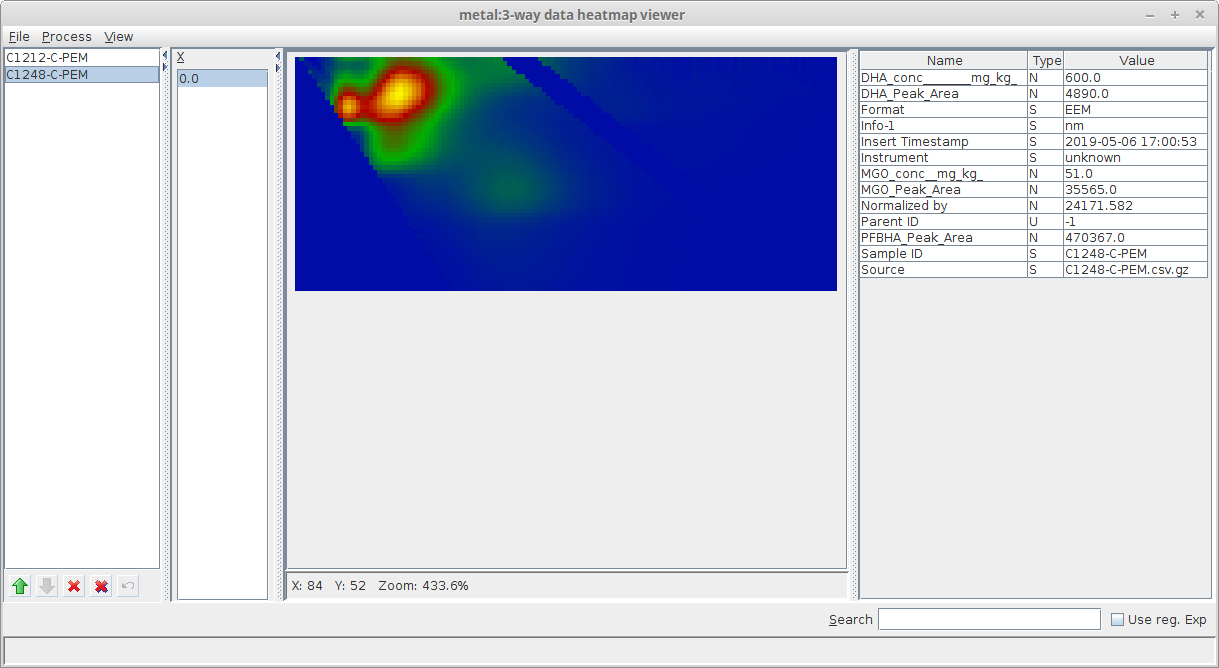 metal:3-way data heatmap viewer
File Process View
C1212-C-PEM
C1248-C-PEM
X
0.0
Name Type Value
DHA_conc_______mg_kg_ N 600.0
DHA_Peak_Area N 4890.0
Format S EEM
Info-1 S nm
Insert Timestamp S 2019-05-06 17:00:53
Instrument S unknown
MGO_conc__mg_kg_ N 51.0
MGO_Peak_Area N 35565.0
Normalized by N 24171.582
Parent ID U -1
PFBHA_Peak_Area N 470367.0
Sample ID S C1248-C-PEM
Source S C1248-C-PEM.csv.gz
X: 84 Y: 52 Zoom: 433.6%
Search Use reg. Exp